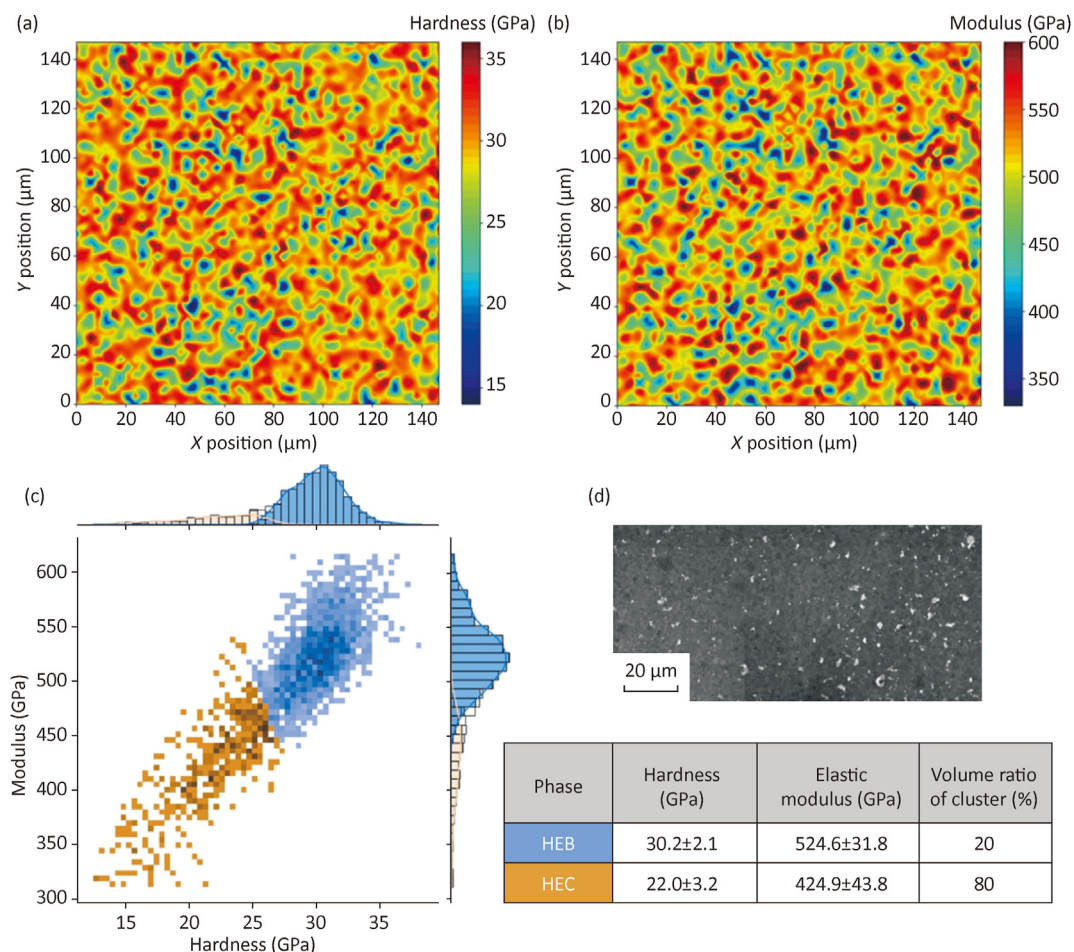 (a)
Hardness (GPa)
35
30
25
20
15
Y position (µm)
140
120
100
80
60
40
20
0
0 20 40 60 80 100 120 140
X position (µm)
(b)
Modulus (GPa)
600
550
500
450
400
350
Y position (µm)
140
120
100
80
60
40
20
0
0 20 40 60 80 100 120 140
X position (µm)
(c)
Modulus (GPa)
600
550
500
450
400
350
300
15 20 25 30 35
Hardness (GPa)
(d)
20 µm
Phase Hardness (GPa) Elastic modulus (GPa) Volume ratio of cluster (%)
HEB 30.2±2.1 524.6±31.8 20
HEC 22.0±3.2 424.9±43.8 80